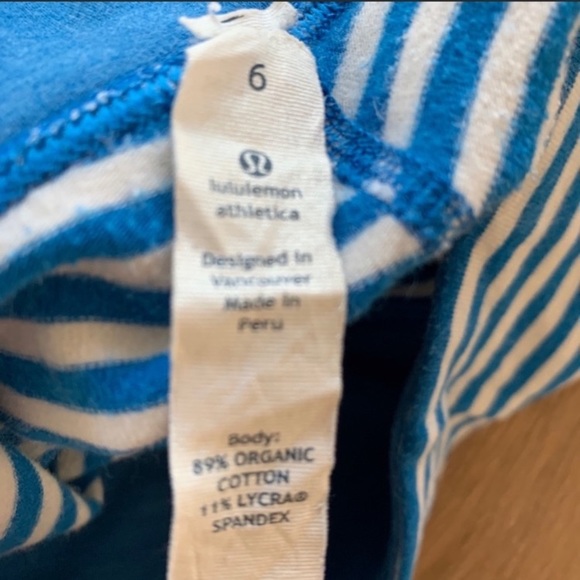 6
lululemon
athletica
Designed in
Vancouver
Made in
Peru
Body:
89% ORGANIC
COTTON
11% LYCRA®
SPANDEX